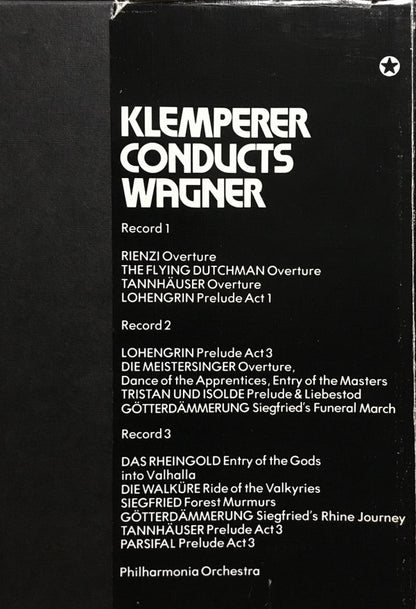 KLEMPERER
CONDUCTS
WAGNER
Record 1
RIENZI Overture
THE FLYING DUTCHMAN Overture
TANNHÄUSER Overture
LOHENGRIN Prelude Act 1
Record 2
LOHENGRIN Prelude Act 3
DIE MEISTERSINGER Overture,
Dance of the Apprentices, Entry of the Masters
TRISTAN UND ISOLDE Prelude & Liebestod
GÖTTERDÄMMERUNG Siegfried's Funeral March
Record 3
DAS RHEINGOLD Entry of the Gods
into Valhalla
DIE WALKÜRE Ride of the Valkyries
SIEGFRIED Forest Murmurs
GÖTTERDÄMMERUNG Siegfried's Rhine Journey
TANNHÄUSER Prelude Act 3
PARSIFAL Prelude Act 3
Philharmonia Orchestra